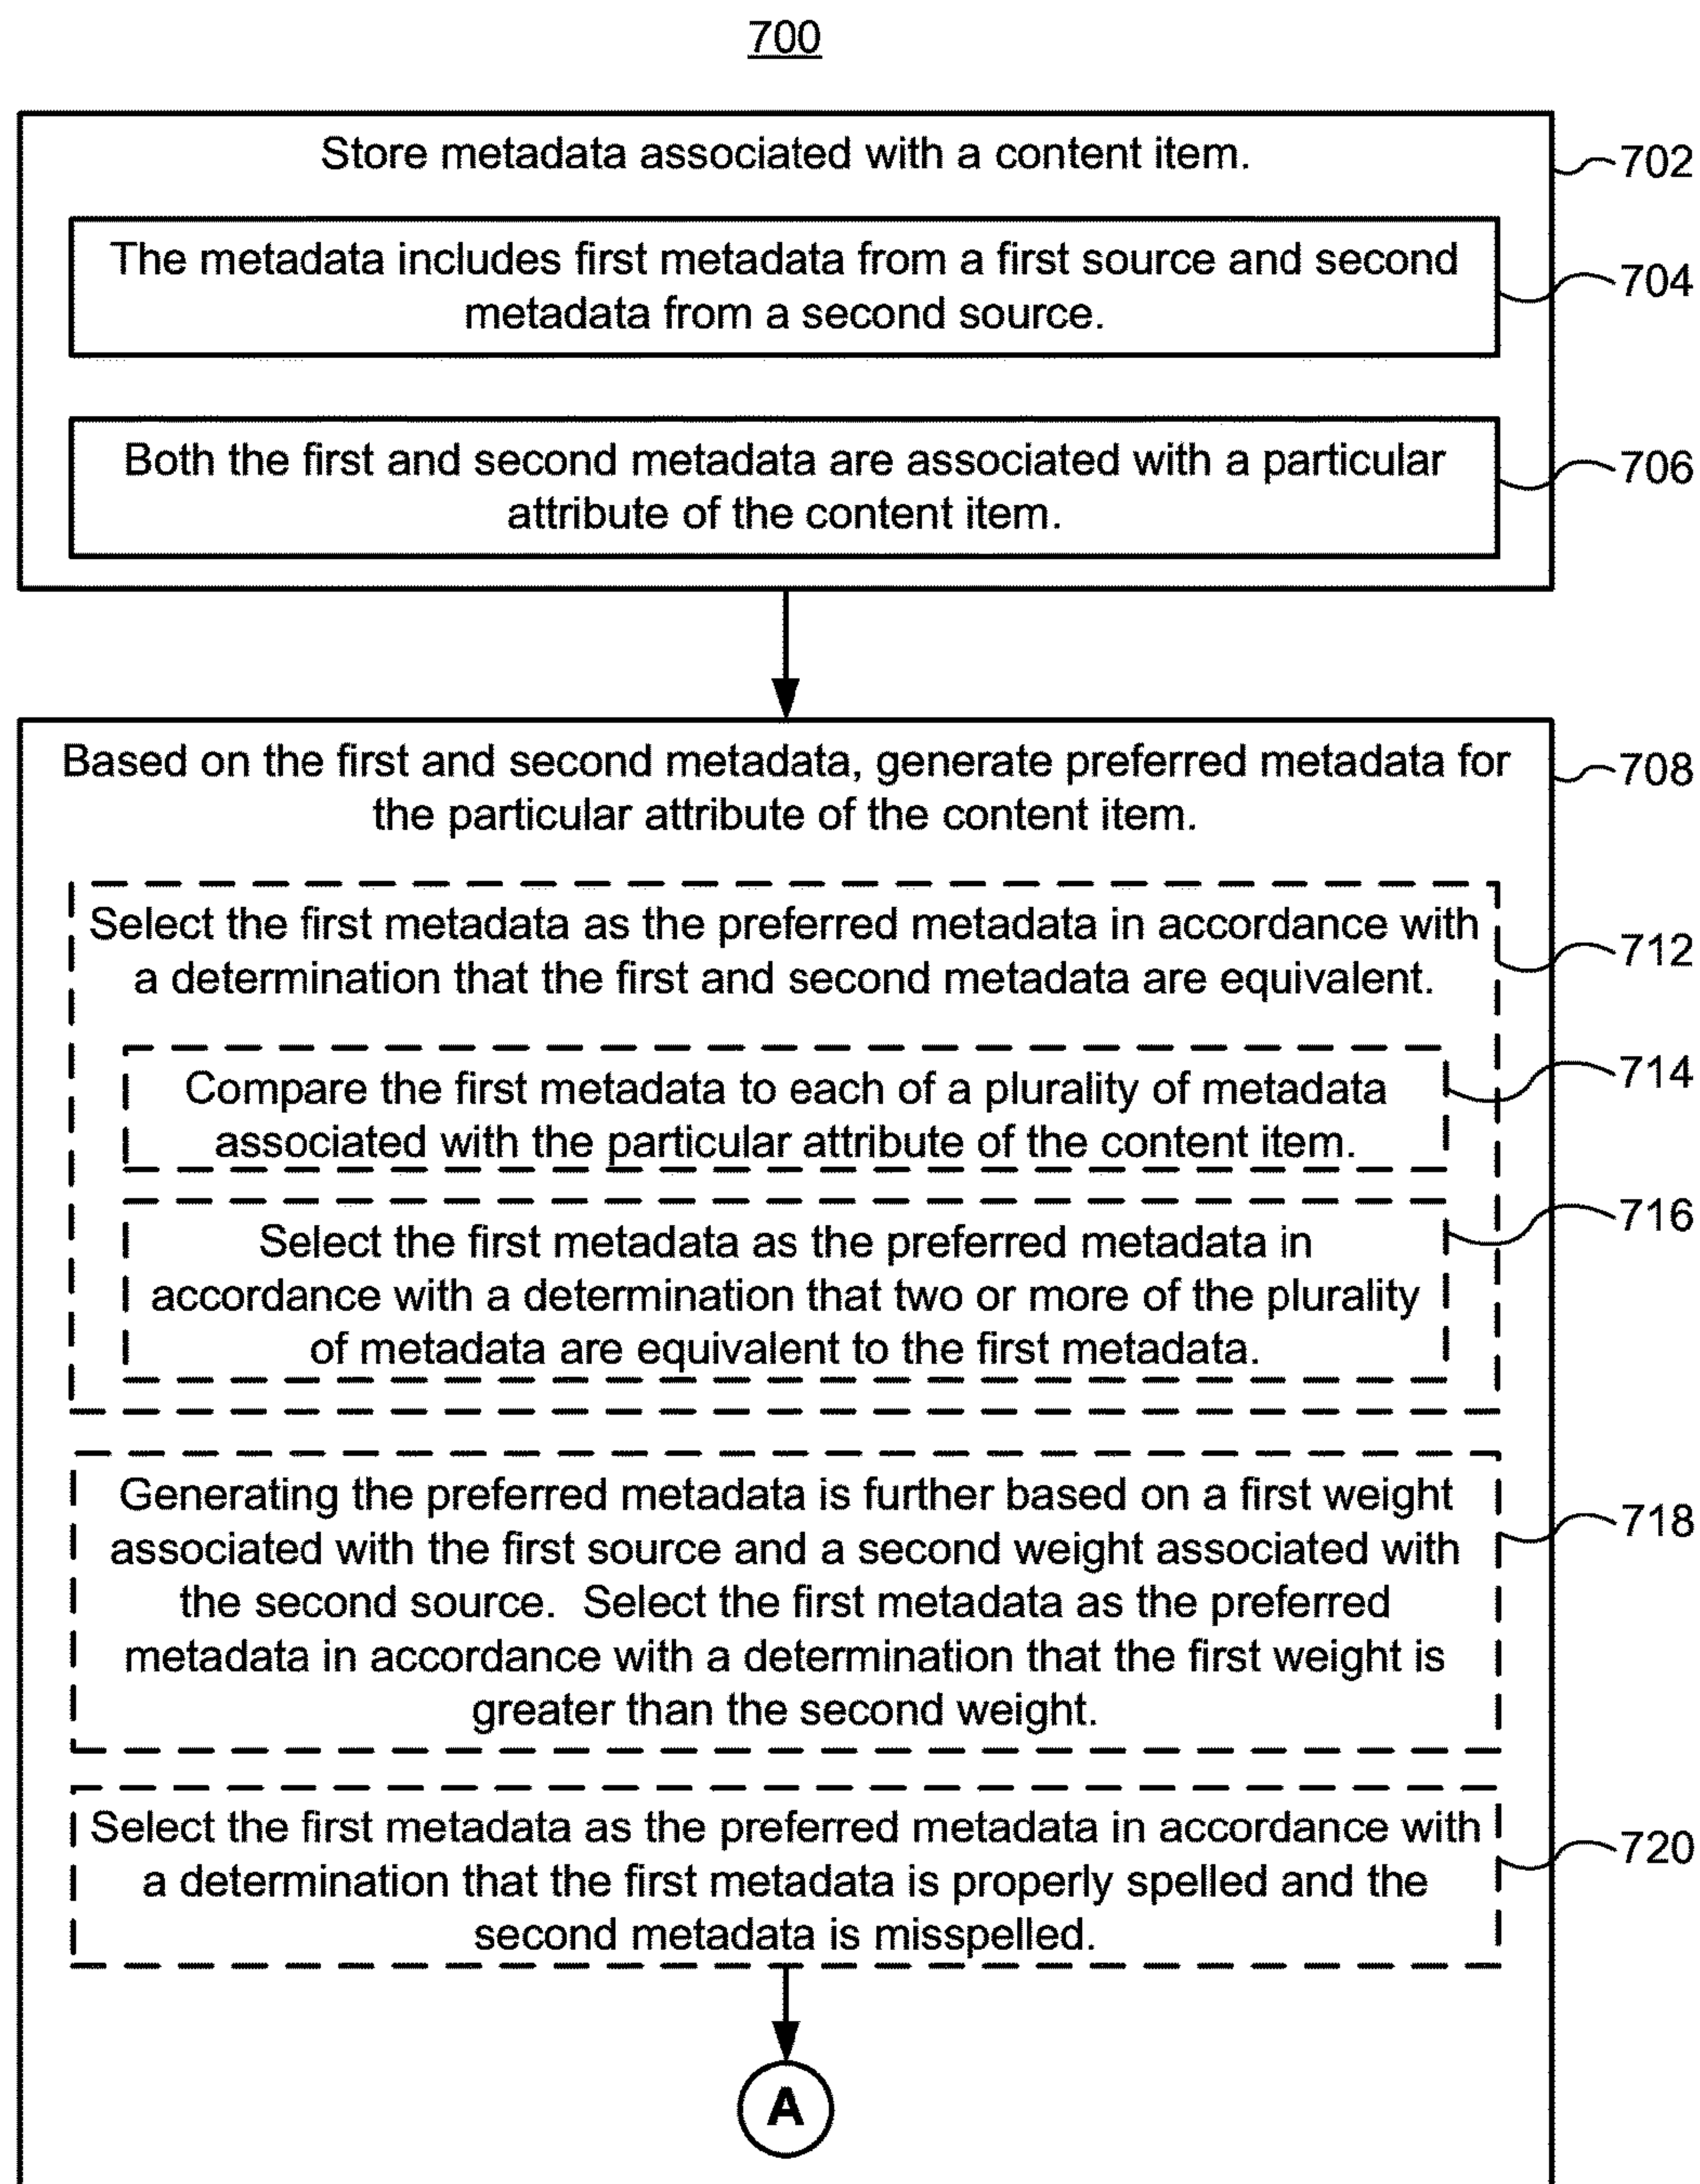 700
Store metadata associated with a content item.
702
The metadata includes first metadata from a first source and second
metadata from a second source.
704
Both the first and second metadata are associated with a particular
attribute of the content item.
706
Based on the first and second metadata, generate preferred metadata for
the particular attribute of the content item.
708
Select the first metadata as the preferred metadata in accordance with
a determination that the first and second metadata are equivalent.
712
Compare the first metadata to each of a plurality of metadata
associated with the particular attribute of the content item.
714
Select the first metadata as the preferred metadata in
accordance with a determination that two or more of the plurality
of metadata are equivalent to the first metadata.
716
Generating the preferred metadata is further based on a first weight
associated with the first source and a second weight associated with
the second source.  Select the first metadata as the preferred
metadata in accordance with a determination that the first weight is
greater than the second weight.
718
Select the first metadata as the preferred metadata in accordance with
a determination that the first metadata is properly spelled and the
second metadata is misspelled.
720
A